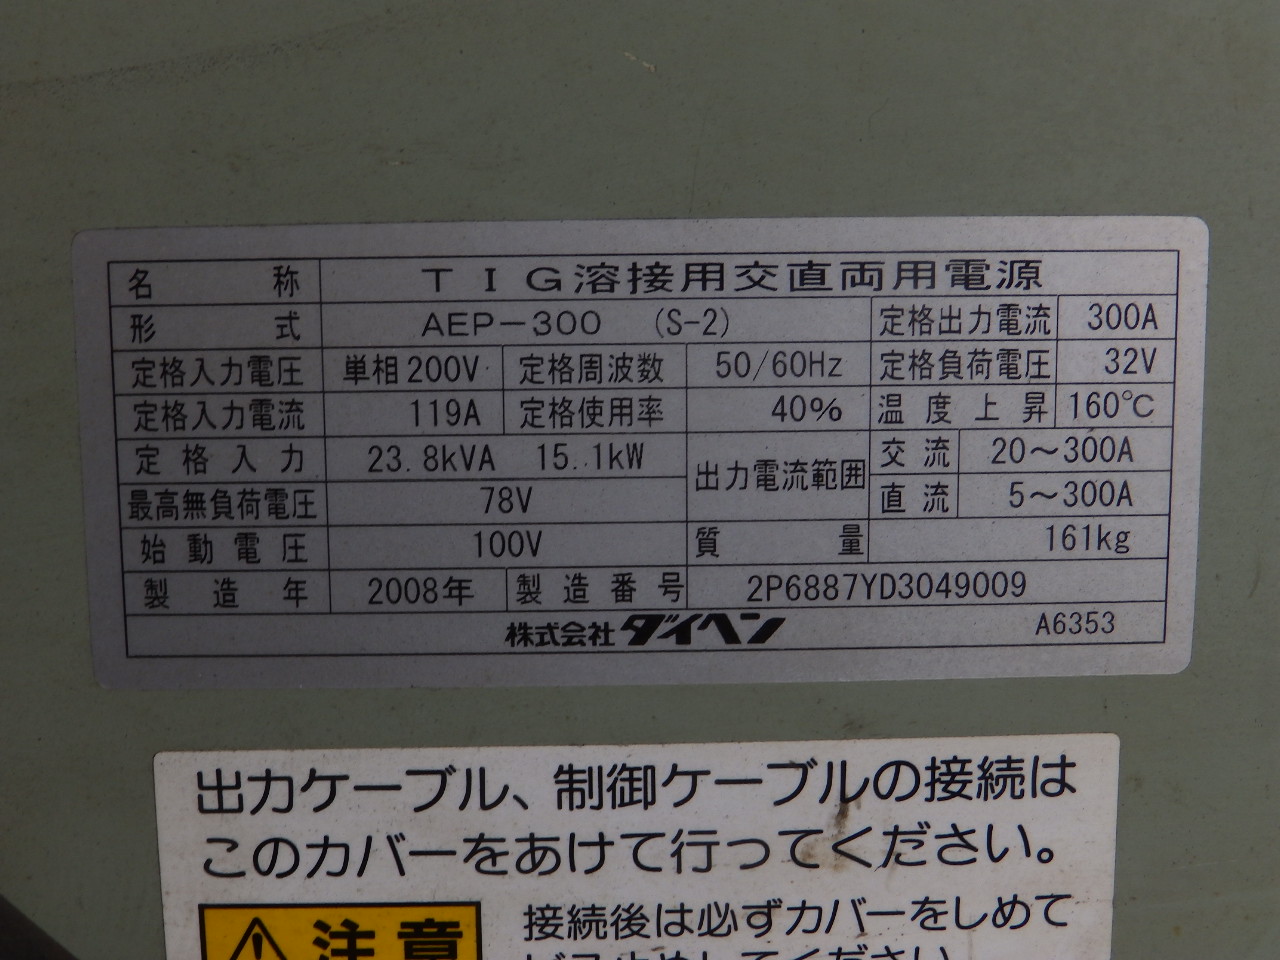 名称 TIG溶接用交直両用電源
形式 AEP-300 (S-2) 定格出力電流 300A
定格入力電圧 単相200V 定格周波数 50/60Hz 定格負荷電圧 32V
定格入力電流 119A 定格使用率 40% 温度上昇 160℃
定格入力 23.8kVA 15.1kW 出力電流範囲 交流 20～300A
最高無負荷電圧 78V 直流 5～300A
始動電圧 100V 質量 161kg
製造年 2008年 製造番号 2P6887YD3049009
株式会社ダイヘン A6353
出力ケーブル、制御ケーブルの接続は
このカバーをあけて行ってください。
注意 接続後は必ずカバーをしめて